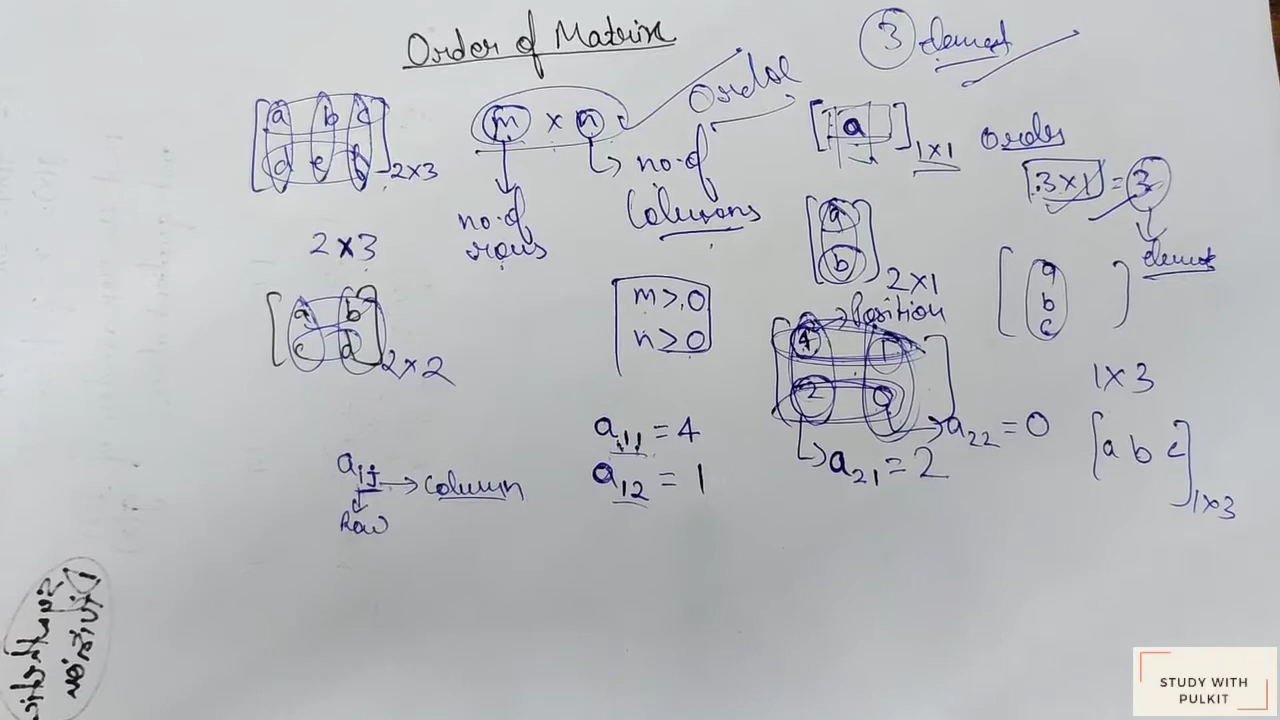 Order of Matrix
③ element
[a b c
d e f] 2×3
m × n
Order
no. of rows
no. of Columns
2×3
[a b
c d] 2×2
m>0
n>0
[a] 1×1
[a
b] 2×1
Order
3×1 = 3
element
[a
b
c]
1×3
[a b c] 1×3
Position
[4 1
2 0]
a₁₁ = 4
a₁₂ = 1
a₂₁ = 2
a₂₂ = 0
aᵢⱼ → Column
Row
STUDY WITH
PULKIT